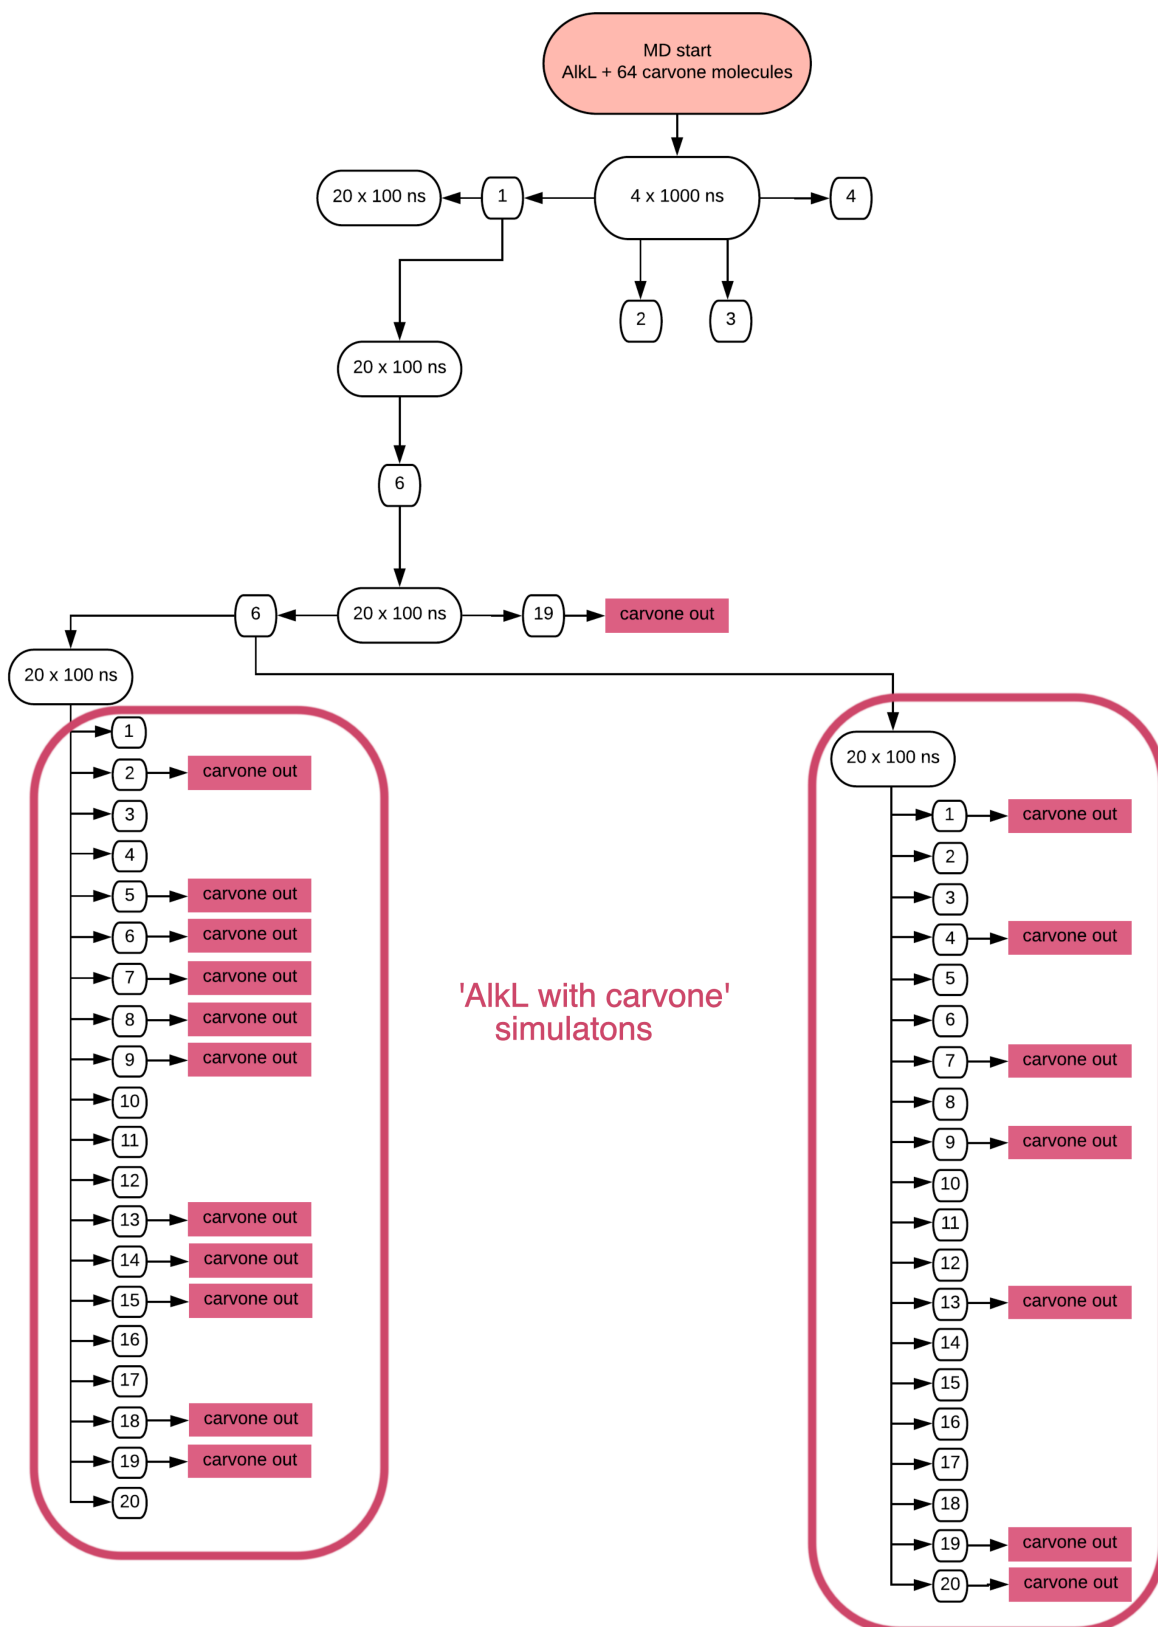 MD start
AlkL + 64 carvone molecules
20 x 100 ns
1
4 x 1000 ns
4
2
3
20 x 100 ns
6
6
20 x 100 ns
19
carvone out
20 x 100 ns
1
2
carvone out
3
4
5
carvone out
6
carvone out
7
carvone out
8
carvone out
9
carvone out
10
11
12
13
carvone out
14
carvone out
15
carvone out
16
17
18
carvone out
19
carvone out
20
'AlkL with carvone'
simulatons
20 x 100 ns
1
carvone out
2
3
4
carvone out
5
6
7
carvone out
8
9
carvone out
10
11
12
13
carvone out
14
15
16
17
18
19
carvone out
20
carvone out